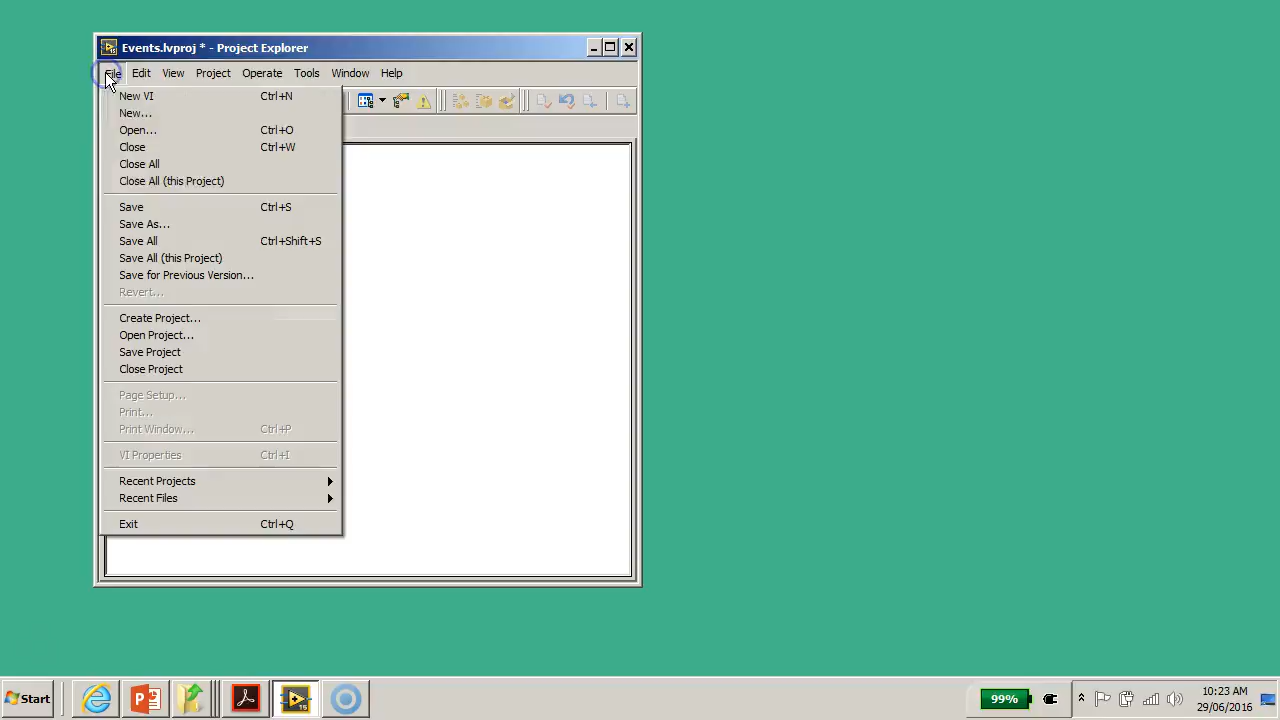 Events.lvproj * - Project Explorer
File Edit View Project Operate Tools Window Help
New VI Ctrl+N
New...
Open... Ctrl+O
Close Ctrl+W
Close All
Close All (this Project)
Save Ctrl+S
Save As...
Save All Ctrl+Shift+S
Save All (this Project)
Save for Previous Version...
Revert...
Create Project...
Open Project...
Save Project
Close Project
Page Setup...
Print...
Print Window... Ctrl+P
VI Properties Ctrl+I
Recent Projects
Recent Files
Exit Ctrl+Q
Start
15
99%
10:23 AM
29/06/2016